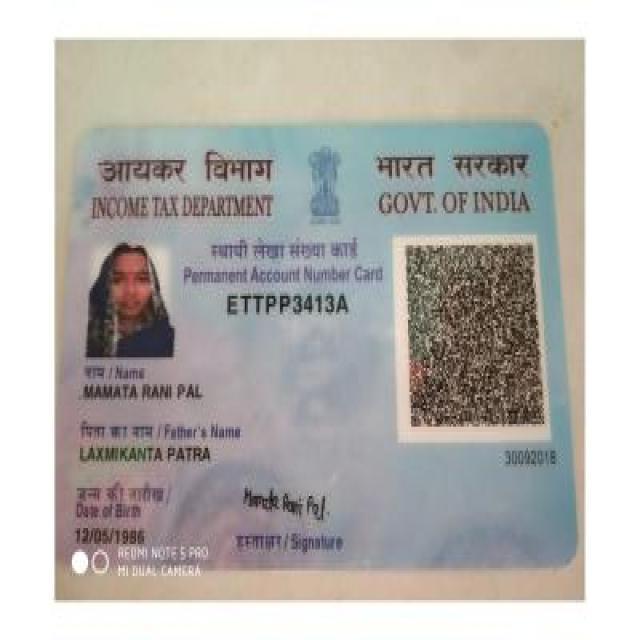 आयकर विभाग
INCOME TAX DEPARTMENT
भारत सरकार
GOVT. OF INDIA
स्थायी लेखा संख्या कार्ड
Permanent Account Number Card
ETTPP3413A
नाम / Name
MAMATA RANI PAL
पिता का नाम / Father's Name
LAXMIKANTA PATRA
30092018
जन्म की तारीख /
Date of Birth
12/05/1986
Mamata Rani Pal.
हस्ताक्षर / Signature
REDMI NOTE 5 PRO
MI DUAL CAMERA